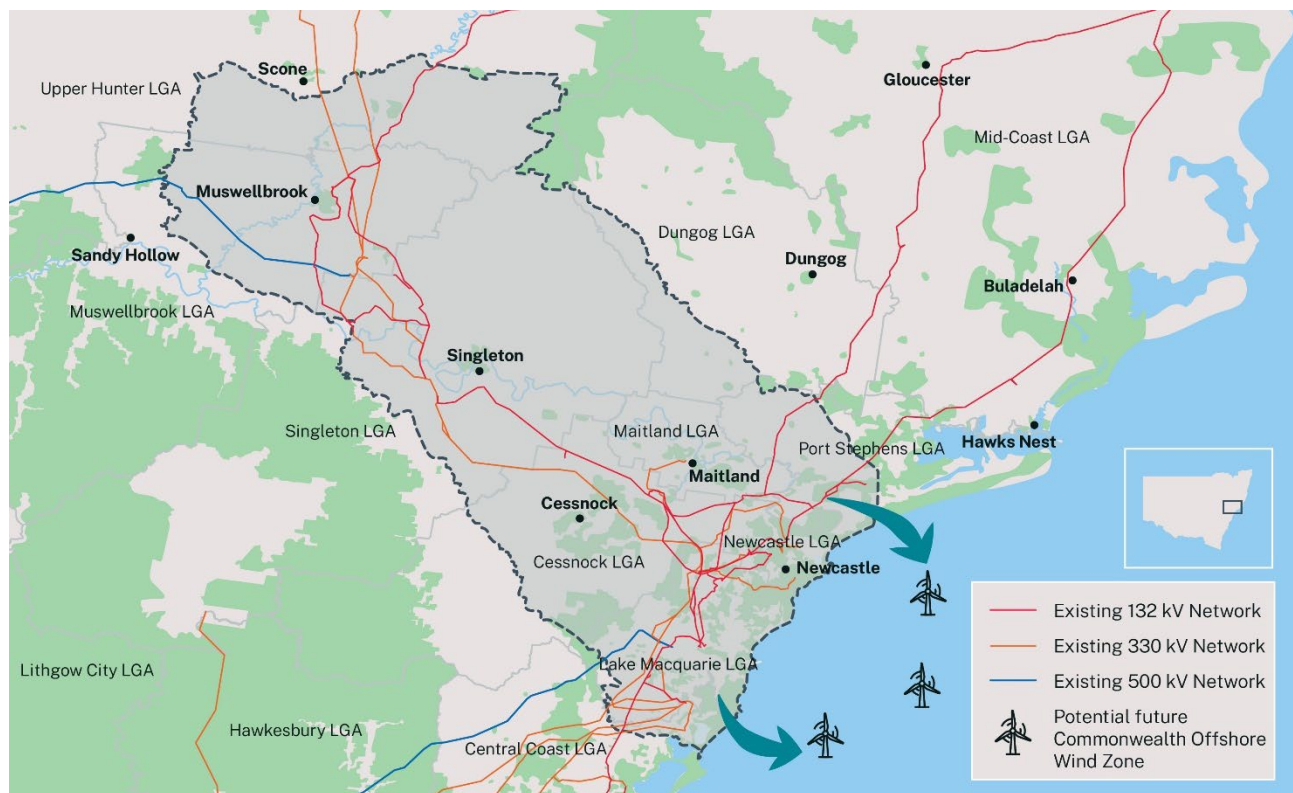 Scone
Upper Hunter LGA
Gloucester
Mid-Coast LGA
Muswellbrook
Sandy Hollow
Dungog LGA
Dungog
Buladelah
Muswellbrook LGA
Singleton
Singleton LGA
Maitland LGA
Port Stephens LGA
Hawks Nest
Maitland
Cessnock
Newcastle LGA
Cessnock LGA
Newcastle
Lake Macquarie LGA
Lithgow City LGA
Hawkesbury LGA
Central Coast LGA
Existing 132 kV Network
Existing 330 kV Network
Existing 500 kV Network
Potential future
Commonwealth Offshore
Wind Zone